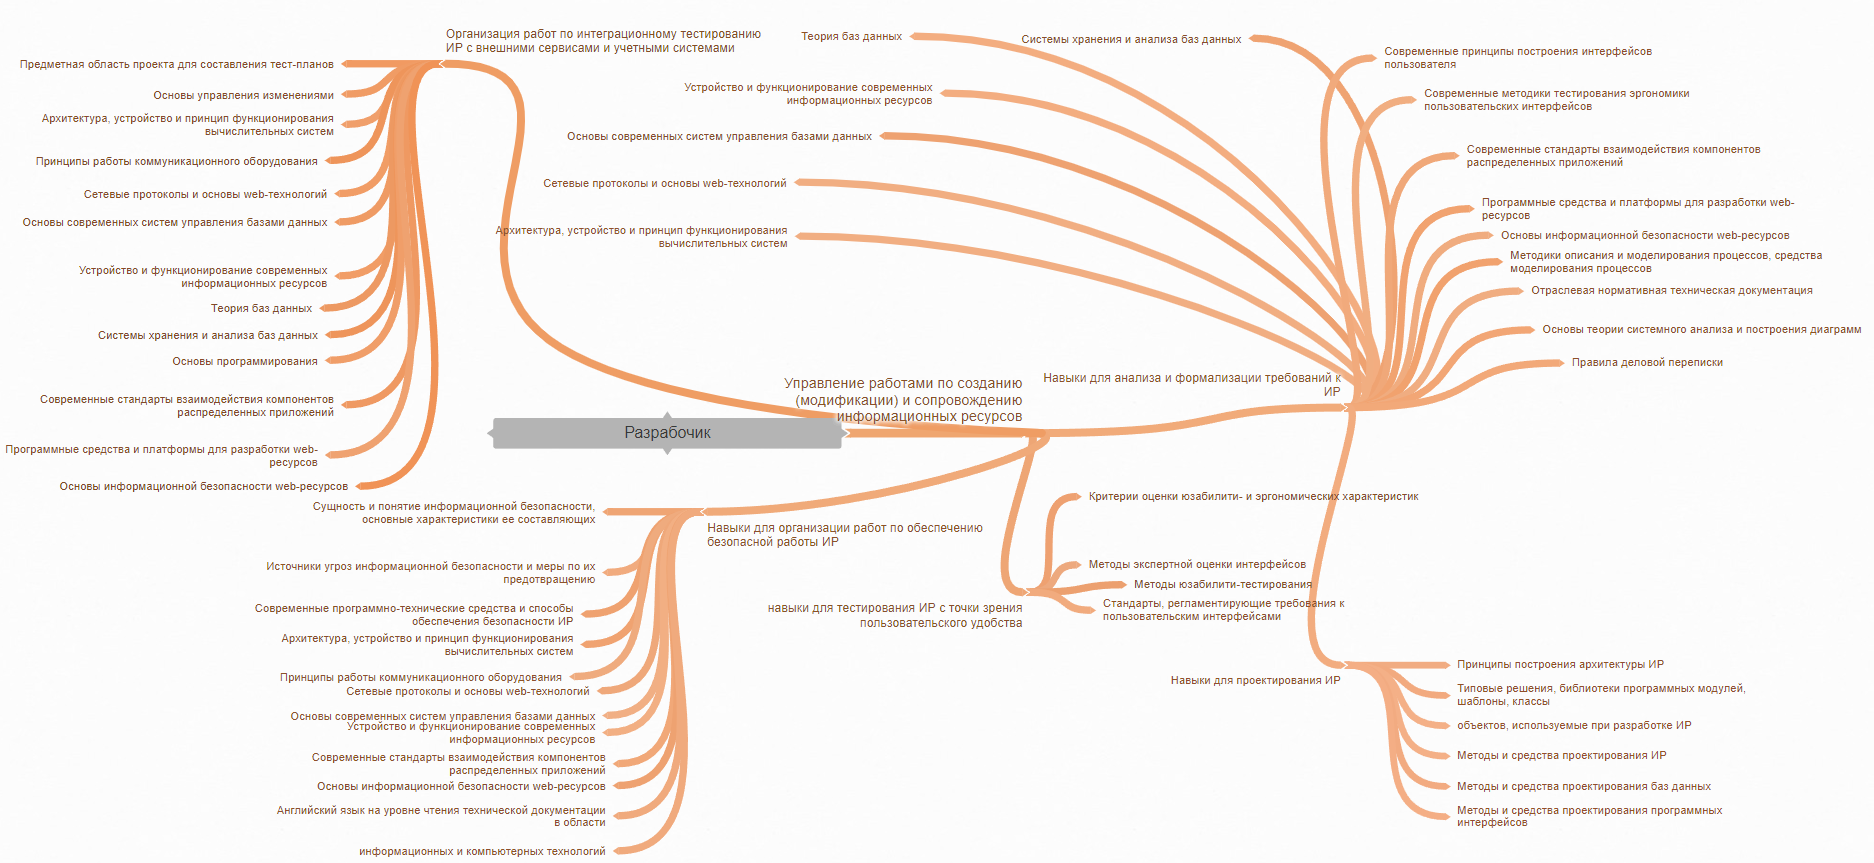 Организация работ по интеграционному тестированию
ИР с внешними сервисами и учетными системами
Предметная область проекта для составления тест-планов
Основы управления изменениями
Архитектура, устройство и принцип функционирования
вычислительных систем
Принципы работы коммуникационного оборудования
Сетевые протоколы и основы web-технологий
Основы современных систем управления базами данных
Устройство и функционирование современных
информационных ресурсов
Теория баз данных
Системы хранения и анализа баз данных
Основы программирования
Современные стандарты взаимодействия компонентов
распределенных приложений
Программные средства и платформы для разработки web-
ресурсов
Основы информационной безопасности web-ресурсов
Теория баз данных
Системы хранения и анализа баз данных
Устройство и функционирование современных
информационных ресурсов
Основы современных систем управления базами данных
Сетевые протоколы и основы web-технологий
Архитектура, устройство и принцип функционирования
вычислительных систем
Современные принципы построения интерфейсов
пользователя
Современные методики тестирования эргономики
пользовательских интерфейсов
Современные стандарты взаимодействия компонентов
распределенных приложений
Программные средства и платформы для разработки web-
ресурсов
Основы информационной безопасности web-ресурсов
Методики описания и моделирования процессов, средства
моделирования процессов
Отраслевая нормативная техническая документация
Основы теории системного анализа и построения диаграмм
Правила деловой переписки
Навыки для анализа и формализации требований к
ИР
Управление работами по созданию
(модификации) и сопровождению
информационных ресурсов
Разрабочик
Сущность и понятие информационной безопасности,
основные характеристики ее составляющих
Навыки для организации работ по обеспечению
безопасной работы ИР
Источники угроз информационной безопасности и меры по их
предотвращению
Современные программно-технические средства и способы
обеспечения безопасности ИР
Архитектура, устройство и принцип функционирования
вычислительных систем
Принципы работы коммуникационного оборудования
Сетевые протоколы и основы web-технологий
Основы современных систем управления базами данных
Устройство и функционирование современных
информационных ресурсов
Современные стандарты взаимодействия компонентов
распределенных приложений
Основы информационной безопасности web-ресурсов
Английский язык на уровне чтения технической документации
в области
информационных и компьютерных технологий
Критерии оценки юзабилити- и эргономических характеристик
Методы экспертной оценки интерфейсов
Методы юзабилити-тестирования
Стандарты, регламентирующие требования к
пользовательским интерфейсами
навыки для тестирования ИР с точки зрения
пользовательского удобства
Навыки для проектирования ИР
Принципы построения архитектуры ИР
Типовые решения, библиотеки программных модулей,
шаблоны, классы
объектов, используемые при разработке ИР
Методы и средства проектирования ИР
Методы и средства проектирования баз данных
Методы и средства проектирования программных
интерфейсов